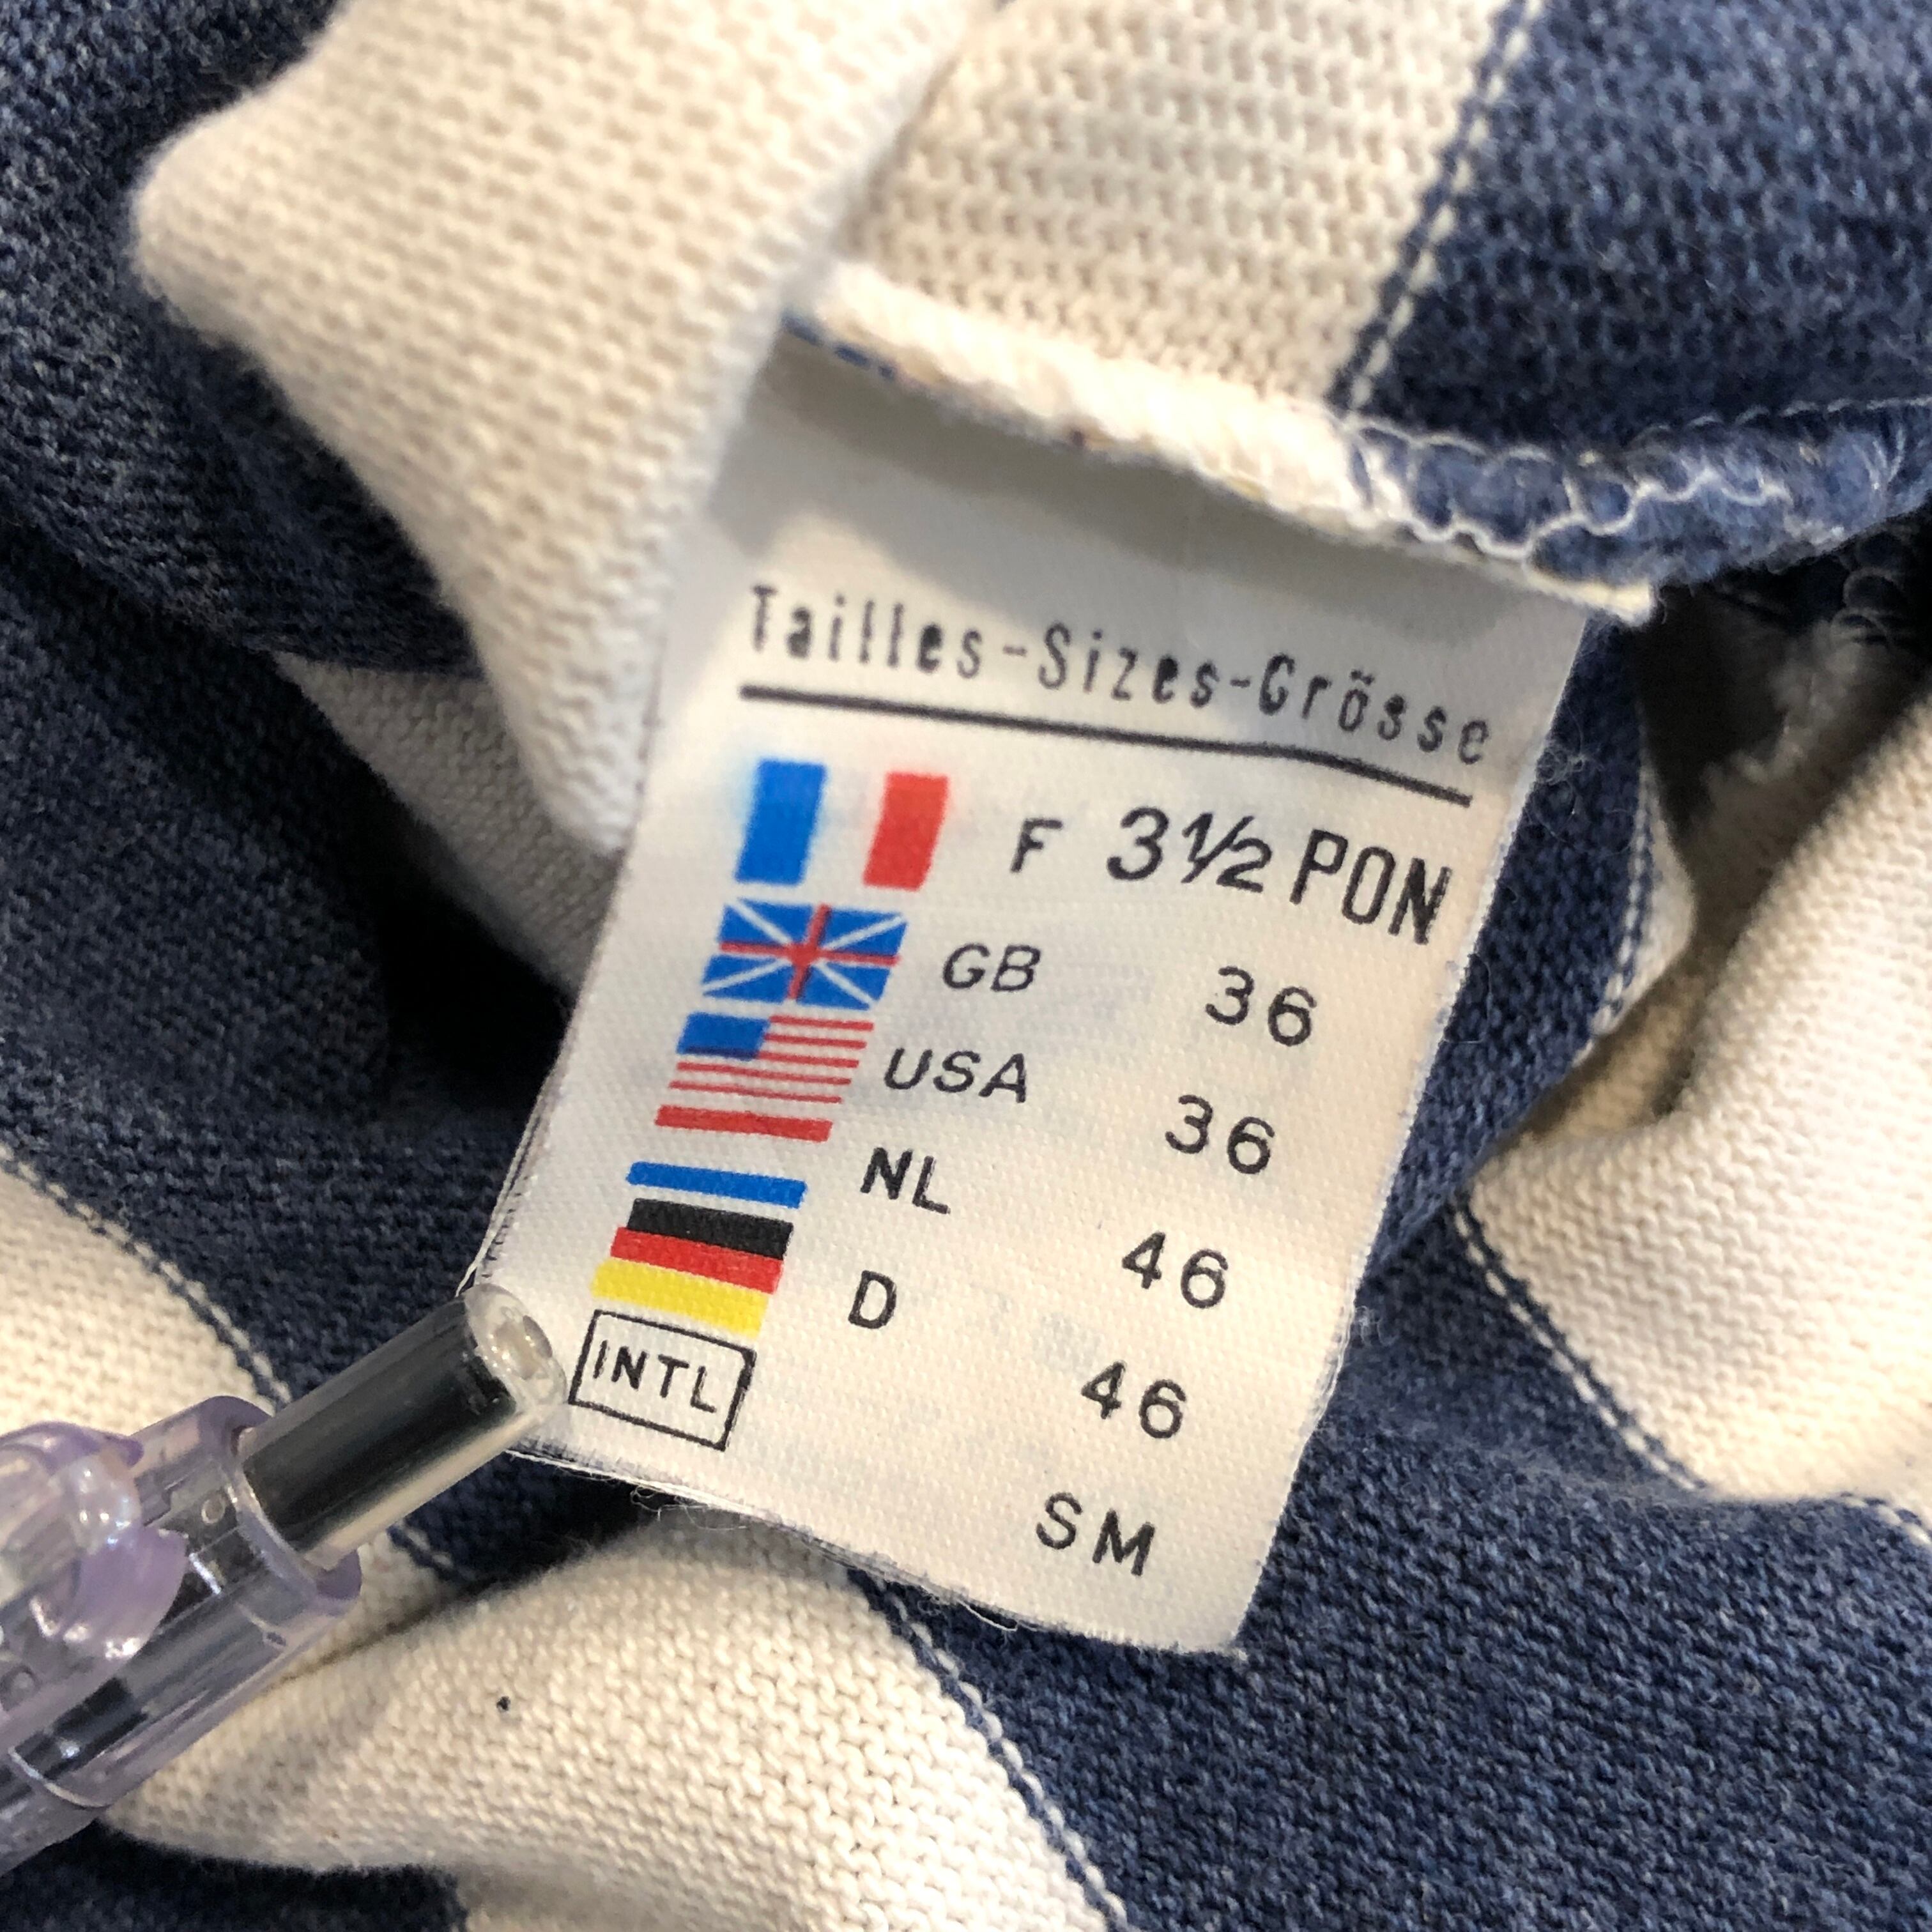 Tailles-Sizes-Grösse
F 3½ PON
GB 36
USA 36
NL 46
D 46
INTL SM